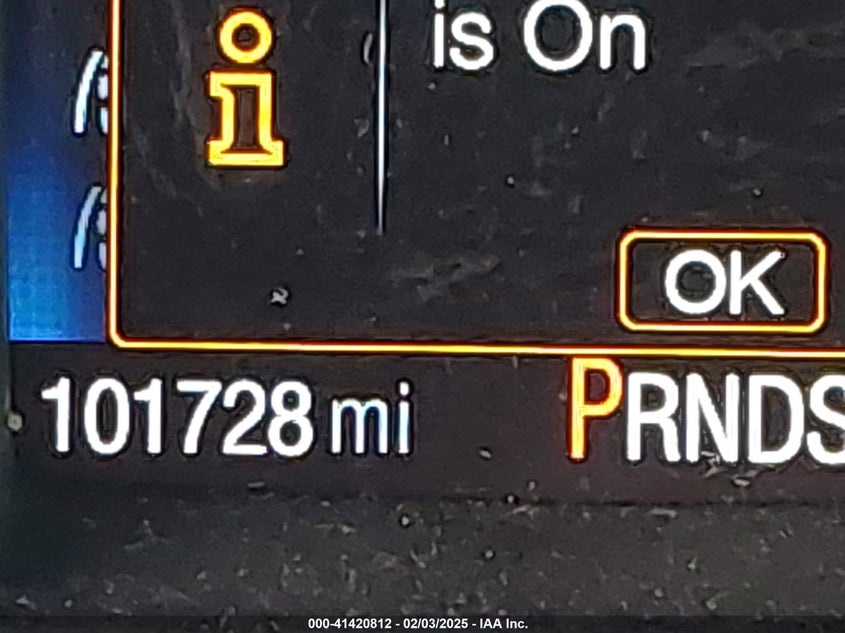 is On
OK
101728 mi
PRNDS
000-41420812 - 02/03/2025 - IAA Inc.